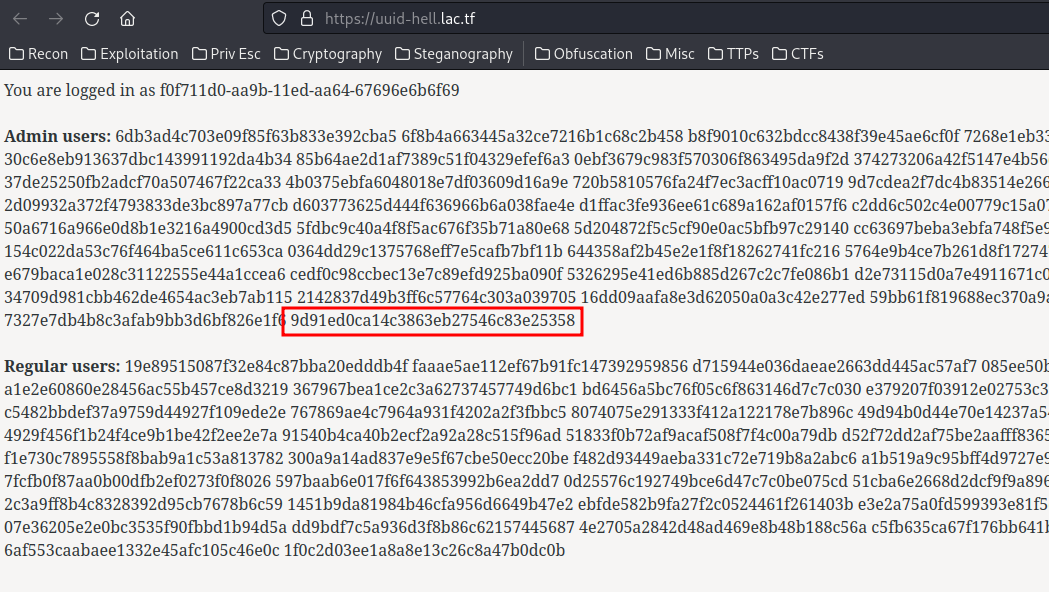 https://uuid-hell.lac.tf
Recon Exploitation Priv Esc Cryptography Steganography Obfuscation Misc TTPs CTFs
You are logged in as f0f711d0-aa9b-11ed-aa64-67696e6b6f69
Admin users: 6db3ad4c703e09f85f63b833e392cba5 6f8b4a663445a32ce7216b1c68c2b458 b8f9010c632bdcc8438f39e45ae6cf0f 7268e1eb33
30c6e8eb913637dbc143991192da4b34 85b64ae2d1af7389c51f04329efef6a3 0ebf3679c983f570306f863495da9f2d 374273206a42f5147e4b56
37de25250fb2adcf70a507467f22ca33 4b0375ebfa6048018e7df03609d16a9e 720b5810576fa24f7ec3acff10ac0719 9d7cdea2f7dc4b83514e266
2d09932a372f4793833de3bc897a77cb d603773625d444f636966b6a038fae4e d1ffac3fe936ee61c689a162af0157f6 c2dd6c502c4e00779c15a07
50a6716a966e0d8b1e3216a4900cd3d5 5fdbc9c40a4f8f5ac676f35b71a80e68 5d204872f5c5cf90e0ac5bfb97c29140 cc63697beba3ebfa748f5e9
154c022da53c76f464ba5ce611c653ca 0364dd29c1375768eff7e5cafb7bf11b 644358af2b45e2e1f8f18262741fc216 5764e9b4ce7b261d8f17274
e679baca1e028c31122555e44a1ccea6 cedf0c98ccbec13e7c89efd925ba090f 5326295e41ed6b885d267c2c7fe086b1 d2e73115d0a7e4911671c0
34709d981cbb462de4654ac3eb7ab115 2142837d49b3ff6c57764c303a039705 16dd09aafa8e3d62050a0a3c42e277ed 59bb61f819688ec370a9a
7327e7db4b8c3afab9bb3d6bf826e1f6 9d91ed0ca14c3863eb27546c83e25358
Regular users: 19e89515087f32e84c87bba20edddb4f faaae5ae112ef67b91fc147392959856 d715944e036daeae2663dd445ac57af7 085ee50b
a1e2e60860e28456ac55b457ce8d3219 367967bea1ce2c3a62737457749d6bc1 bd6456a5bc76f05c6f863146d7c7c030 e379207f03912e02753c3
c5482bbdef37a9759d44927f109ede2e 767869ae4c7964a931f4202a2f3fbbc5 8074075e291333f412a122178e7b896c 49d94b0d44e70e14237a54
4929f456f1b24f4ce9b1be42f2ee2e7a 91540b4ca40b2ecf2a92a28c515f96ad 51833f0b72af9acaf508f7f4c00a79db d52f72dd2af75be2aafff8365
f1e730c7895558f8bab9a1c53a813782 300a9a14ad837e9e5f67cbe50ecc20be f482d93449aeba331c72e719b8a2abc6 a1b519a9c95bff4d9727e9
7fcfb0f87aa0b00dfb2ef0273f0f8026 597baab6e017f6f643853992b6ea2dd7 0d25576c192749bce6d47c7c0be075cd 51cba6e2668d2dcf9f9a896
2c3a9ff8b4c8328392d95cb7678b6c59 1451b9da81984b46cfa956d6649b47e2 ebfde582b9fa27f2c0524461f261403b e3e2a75a0fd599393e81f5
07e36205e2e0bc3535f90fbbd1b94d5a dd9bdf7c5a936d3f8b86c62157445687 4e2705a2842d48ad469e8b48b188c56a c5fb635ca67f176bb641b
6af553caabaee1332e45afc105c46e0c 1f0c2d03ee1a8a8e13c26c8a47b0dc0b